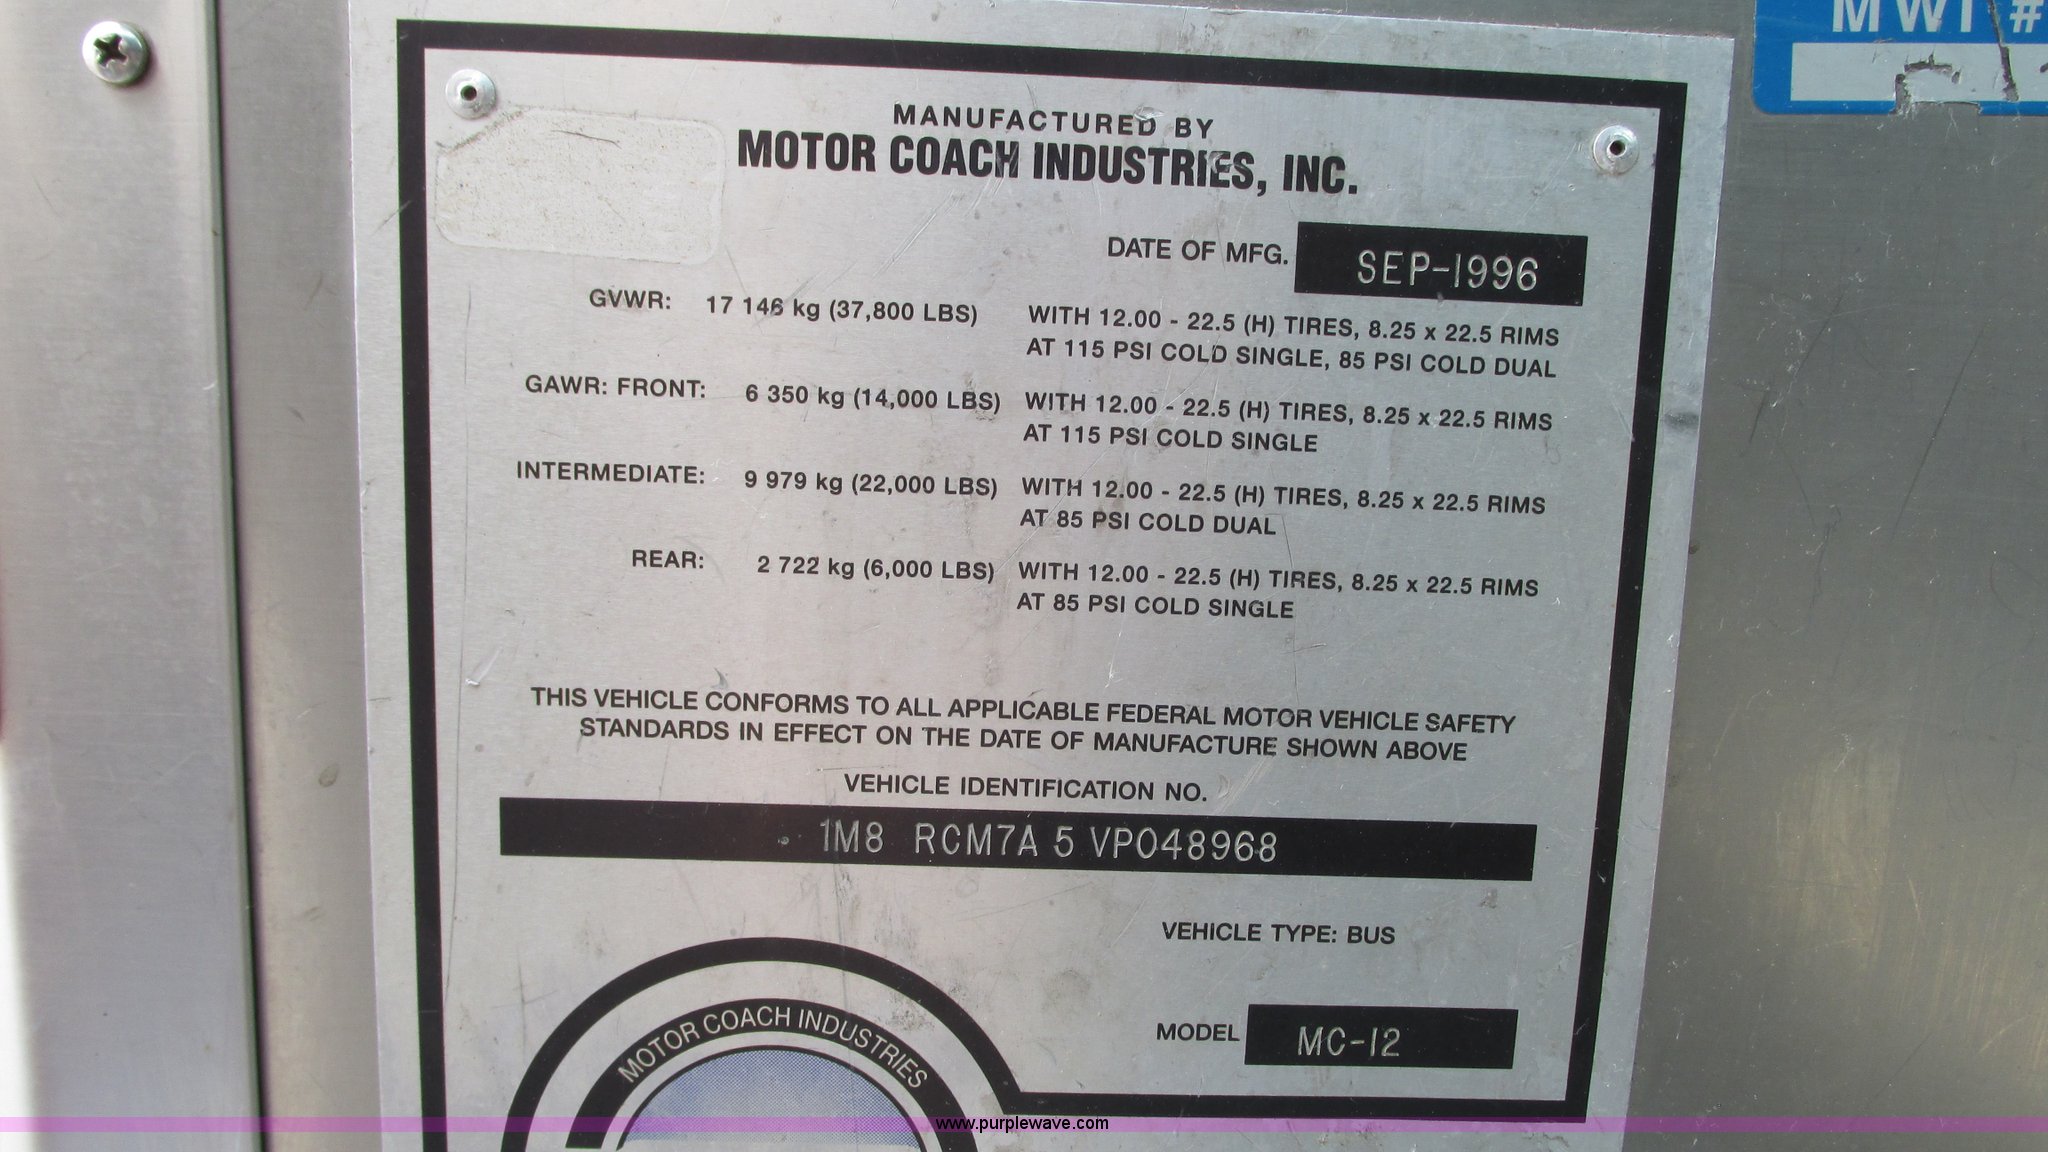 MWI #
MANUFACTURED BY
MOTOR COACH INDUSTRIES, INC.
DATE OF MFG. SEP-1996
GVWR: 17 146 kg (37,800 LBS) WITH 12.00 - 22.5 (H) TIRES, 8.25 x 22.5 RIMS
AT 115 PSI COLD SINGLE, 85 PSI COLD DUAL
GAWR: FRONT: 6 350 kg (14,000 LBS) WITH 12.00 - 22.5 (H) TIRES, 8.25 x 22.5 RIMS
AT 115 PSI COLD SINGLE
INTERMEDIATE: 9 979 kg (22,000 LBS) WITH 12.00 - 22.5 (H) TIRES, 8.25 x 22.5 RIMS
AT 85 PSI COLD DUAL
REAR: 2 722 kg (6,000 LBS) WITH 12.00 - 22.5 (H) TIRES, 8.25 x 22.5 RIMS
AT 85 PSI COLD SINGLE
THIS VEHICLE CONFORMS TO ALL APPLICABLE FEDERAL MOTOR VEHICLE SAFETY
STANDARDS IN EFFECT ON THE DATE OF MANUFACTURE SHOWN ABOVE
VEHICLE IDENTIFICATION NO.
1M8 RCM7A 5 VP048968
VEHICLE TYPE: BUS
MODEL MC-12
MOTOR COACH INDUSTRIES
www.purplewave.com